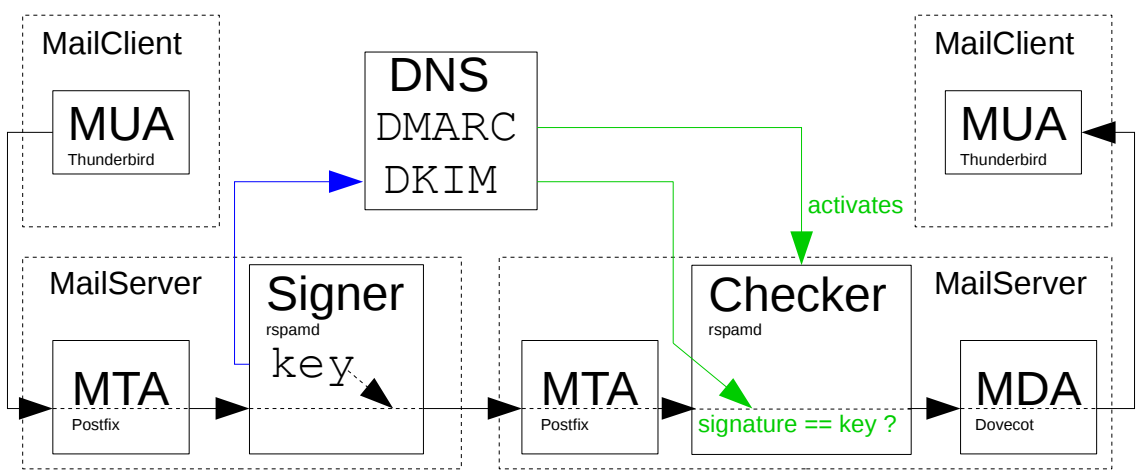 MailClient
MUA
Thunderbird
DNS
DMARC
DKIM
MailClient
MUA
Thunderbird
activates
MailServer
Signer
rspamd
key
MTA
Postfix
MTA
Postfix
Checker
rspamd
signature == key ?
MailServer
MDA
Dovecot